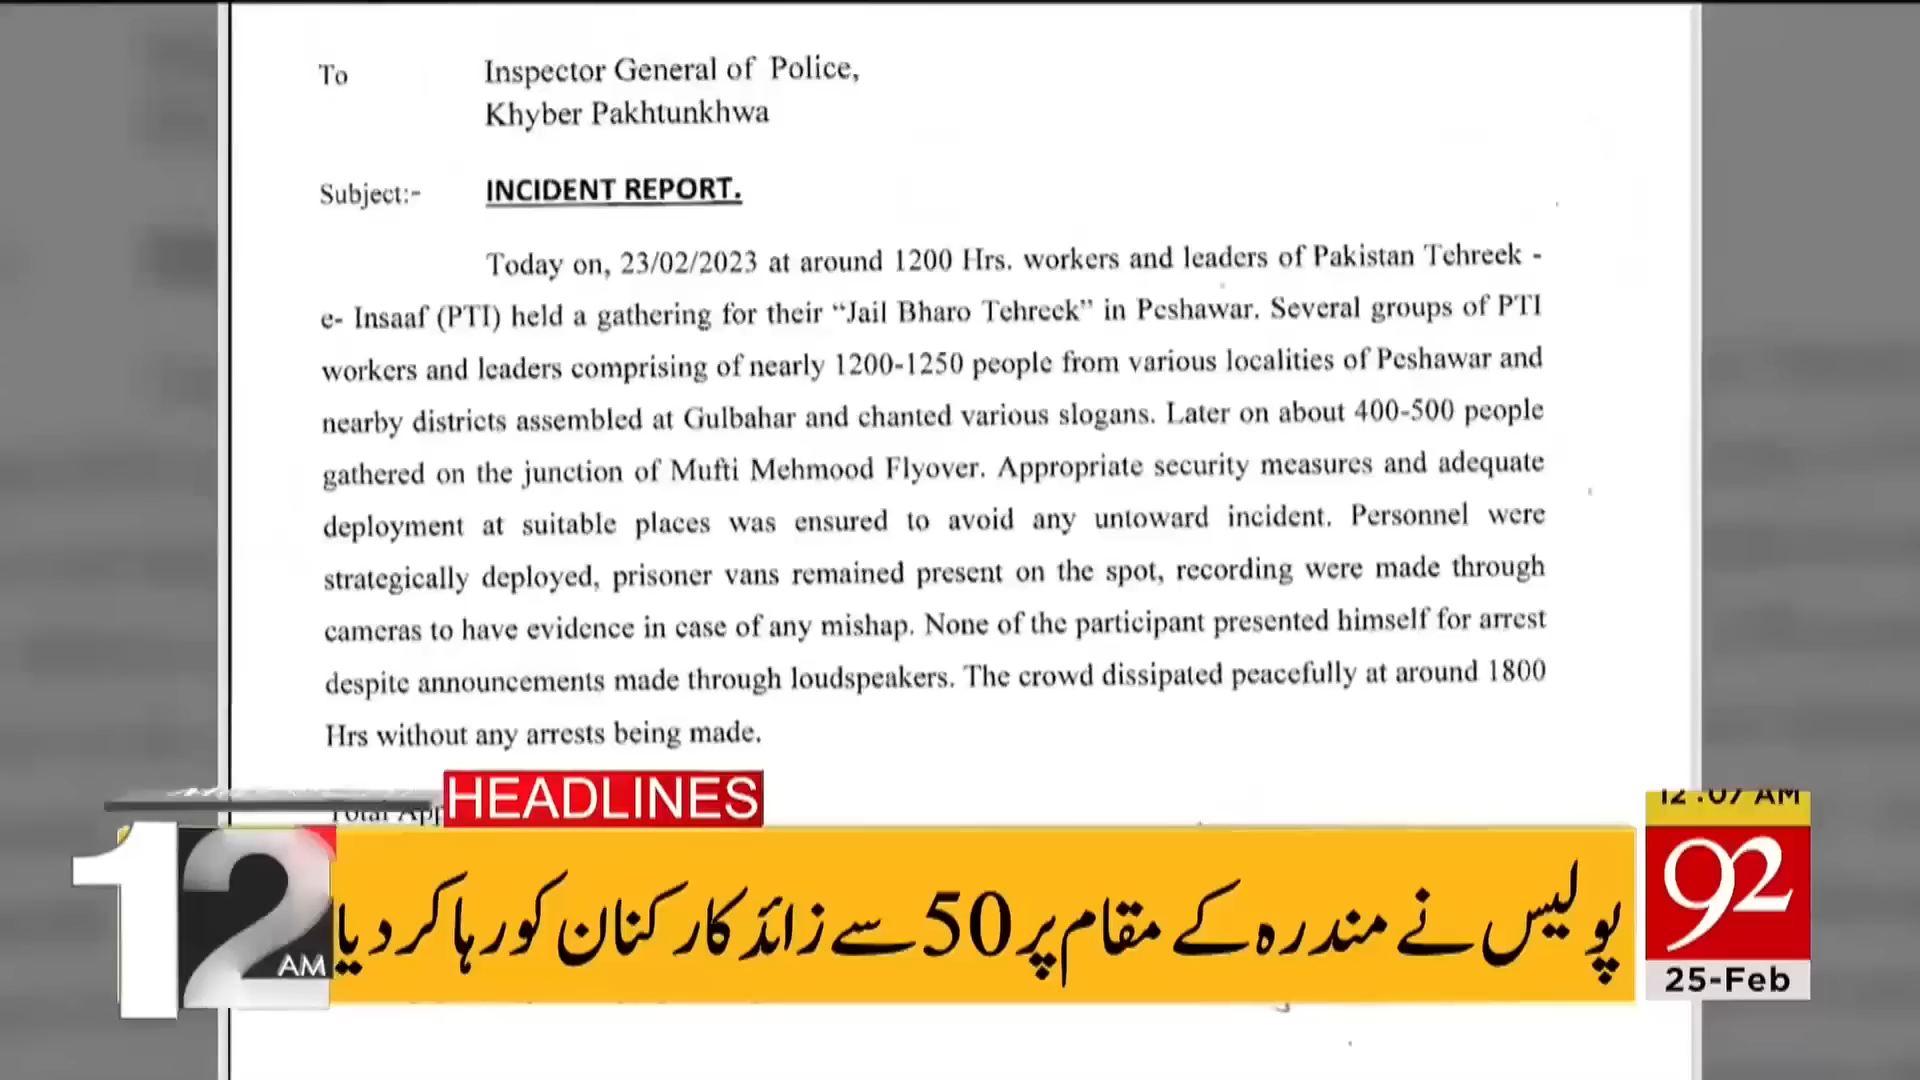 To Inspector General of Police,
Khyber Pakhtunkhwa
Subject:- INCIDENT REPORT.
Today on, 23/02/2023 at around 1200 Hrs. workers and leaders of Pakistan Tehreek -
e- Insaaf (PTI) held a gathering for their “Jail Bharo Tehreek” in Peshawar. Several groups of PTI
workers and leaders comprising of nearly 1200-1250 people from various localities of Peshawar and
nearby districts assembled at Gulbahar and chanted various slogans. Later on about 400-500 people
gathered on the junction of Mufti Mehmood Flyover. Appropriate security measures and adequate
deployment at suitable places was ensured to avoid any untoward incident. Personnel were
strategically deployed, prisoner vans remained present on the spot, recording were made through
cameras to have evidence in case of any mishap. None of the participant presented himself for arrest
despite announcements made through loudspeakers. The crowd dissipated peacefully at around 1800
Hrs without any arrests being made.
Total
HEADLINES
12 AM
پولیس نے مندرہ کے مقام پر 50 سے زائد کارکنان کو رہا کر دیا
12:07 AM
92
25-Feb